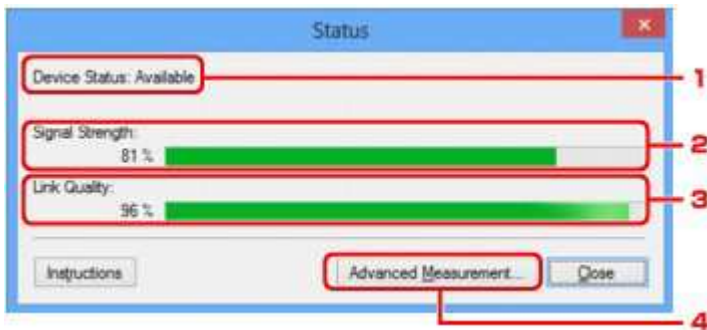 Status
Device Status: Available
1
Signal Strength:
81 %
2
Link Quality:
96 %
3
Instructions
Advanced Measurement...
Close
4